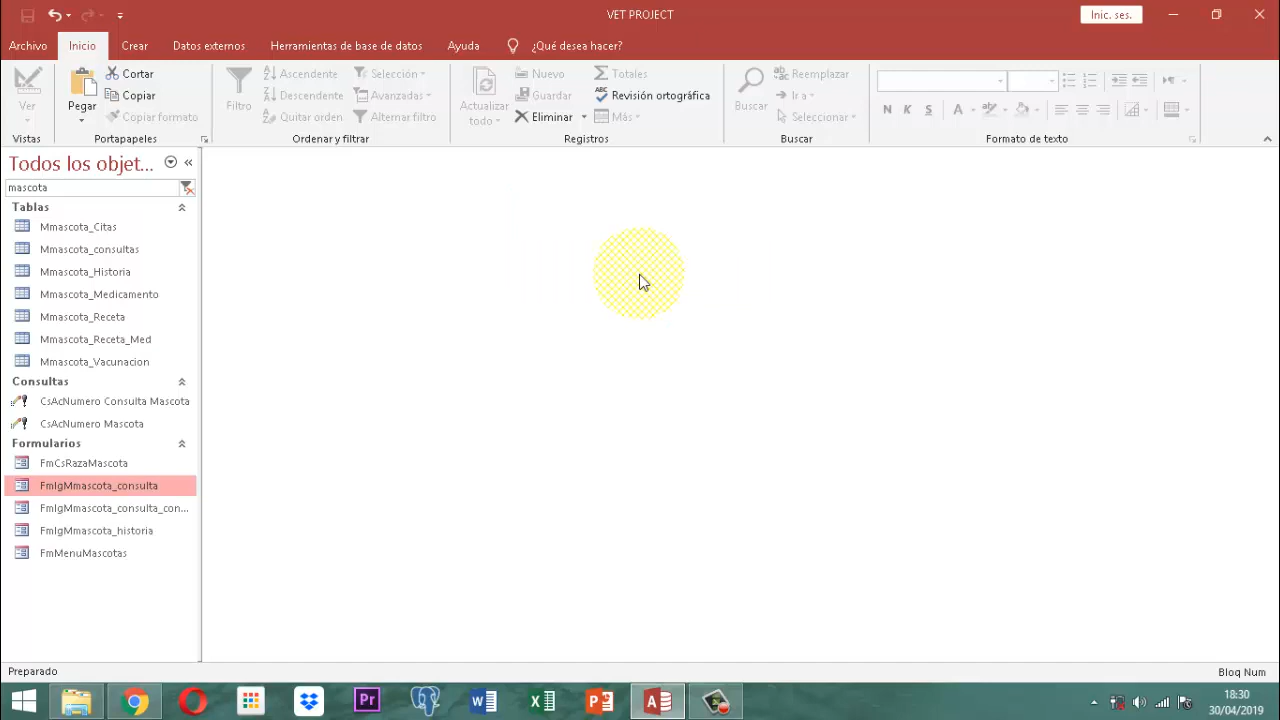 VET PROJECT
Inic. ses.
Archivo Inicio Crear Datos externos Herramientas de base de datos Ayuda ¿Qué desea hacer?
Ver
Vistas
Pegar
Cortar
Copiar
Copiar formato
Portapapeles
Filtro
Ascendente
Descendente
Quitar orden
Selección
Avanzadas
Alternar filtro
Ordenar y filtrar
Actualizar
todo
Nuevo
Guardar
Eliminar
Totales
Revisión ortográfica
Más
Registros
Buscar
Reemplazar
Ir a
Seleccionar
Buscar
N K S A
Formato de texto
Todos los objet...
mascota
Tablas
Mmascota_Citas
Mmascota_consultas
Mmascota_Historia
Mmascota_Medicamento
Mmascota_Receta
Mmascota_Receta_Med
Mmascota_Vacunacion
Consultas
CsAcNumero Consulta Mascota
CsAcNumero Mascota
Formularios
FmCsRazaMascota
FmIgMmascota_consulta
FmIgMmascota_consulta_con...
FmIgMmascota_historia
FmMenuMascotas
Preparado
Bloq Num
Pr
18:30
30/04/2019